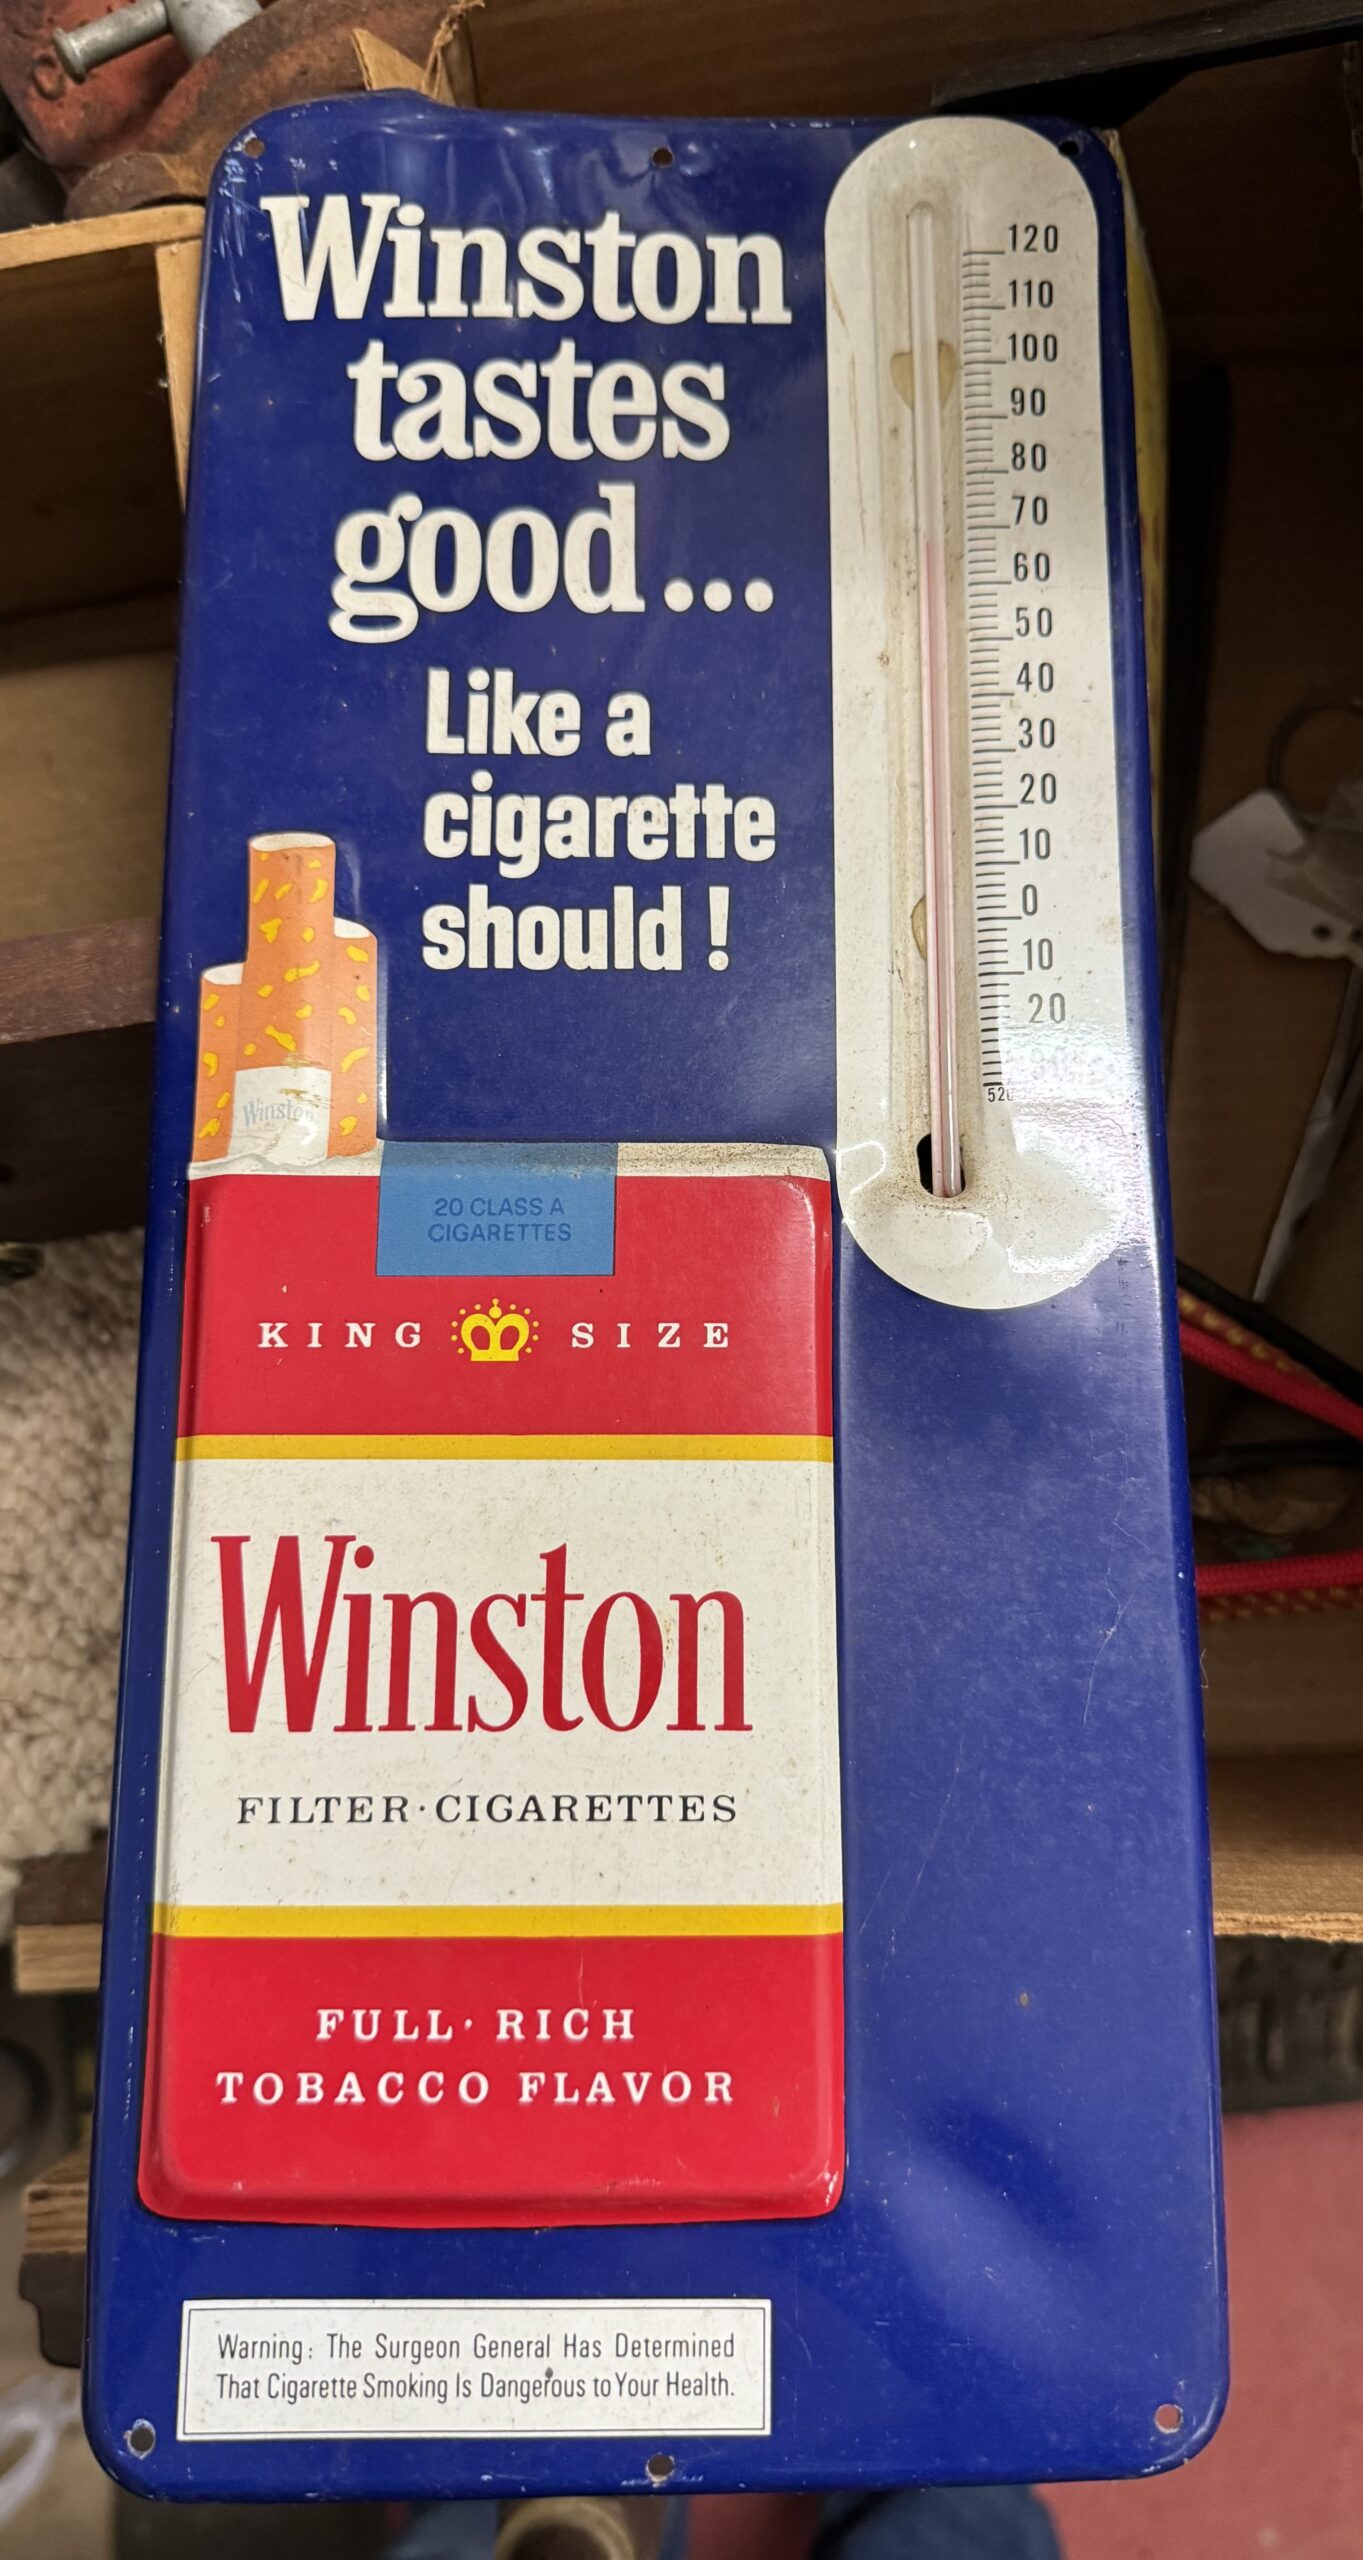 Winston
tastes
good...
Like a
cigarette
should!
120
110
100
90
80
70
60
50
40
30
20
10
0
10
20
Winston
20 CLASS A
CIGARETTES
KING SIZE
Winston
FILTER·CIGARETTES
FULL· RICH
TOBACCO FLAVOR
Warning: The Surgeon General Has Determined
That Cigarette Smoking Is Dangerous to Your Health.